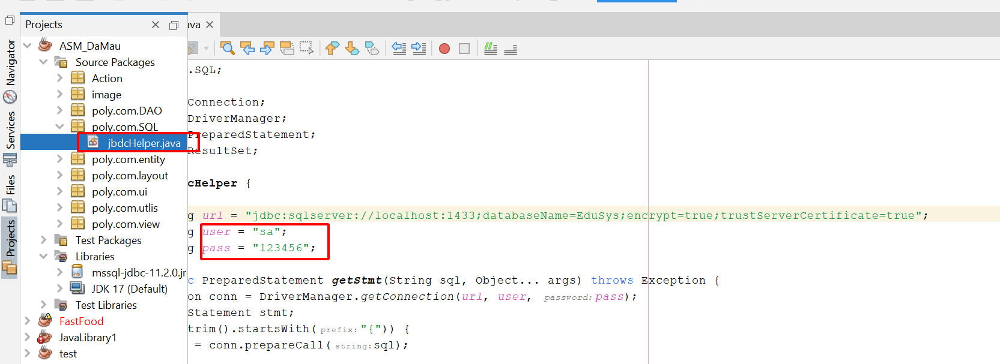 Projects
ava
Navigator
Services
Files
Projects
ASM_DaMau
Source Packages
Action
image
poly.com.DAO
poly.com.SQL
jbdcHelper.java
poly.com.entity
poly.com.layout
poly.com.ui
poly.com.utlis
poly.com.view
Test Packages
Libraries
mssql-jdbc-11.2.0.jr
JDK 17 (Default)
Test Libraries
FastFood
JavaLibrary1
test
.SQL;
Connection;
DriverManager;
PreparedStatement;
ResultSet;
cHelper {
g url = "jdbc:sqlserver://localhost:1433;databaseName=EduSys;encrypt=true;trustServerCertificate=true";
g user = "sa";
g pass = "123456";
c PreparedStatement getStmt(String sql, Object... args) throws Exception {
on conn = DriverManager.getConnection(url, user, password: pass);
Statement stmt;
trim().startsWith( prefix: "{")) {
= conn.prepareCall( string: sql);